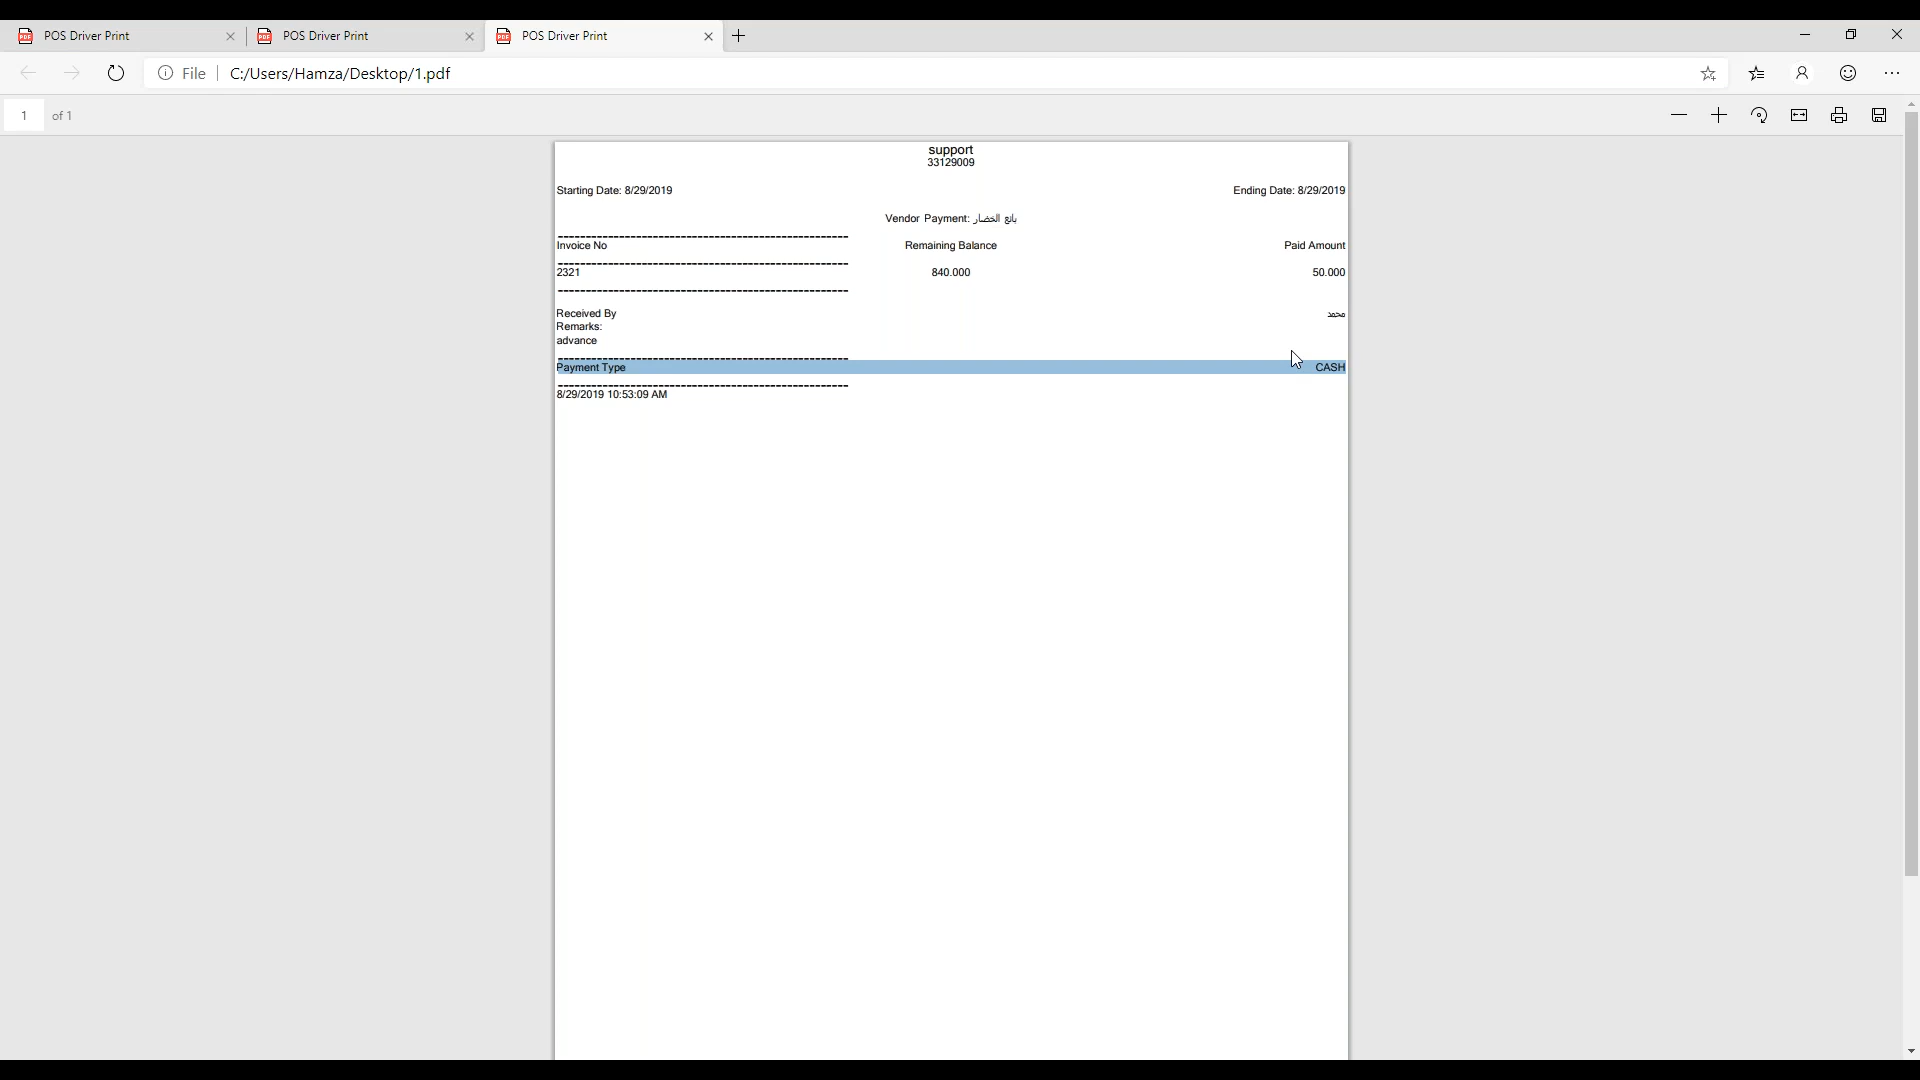 POS Driver Print POS Driver Print POS Driver Print
File C:/Users/Hamza/Desktop/1.pdf
1 of 1
support
33129009
Starting Date: 8/29/2019 Ending Date: 8/29/2019
Vendor Payment: بائع الخضار
Invoice No Remaining Balance Paid Amount
2321 840.000 50.000
Received By محمد
Remarks:
advance
Payment Type CASH
8/29/2019 10:53:09 AM